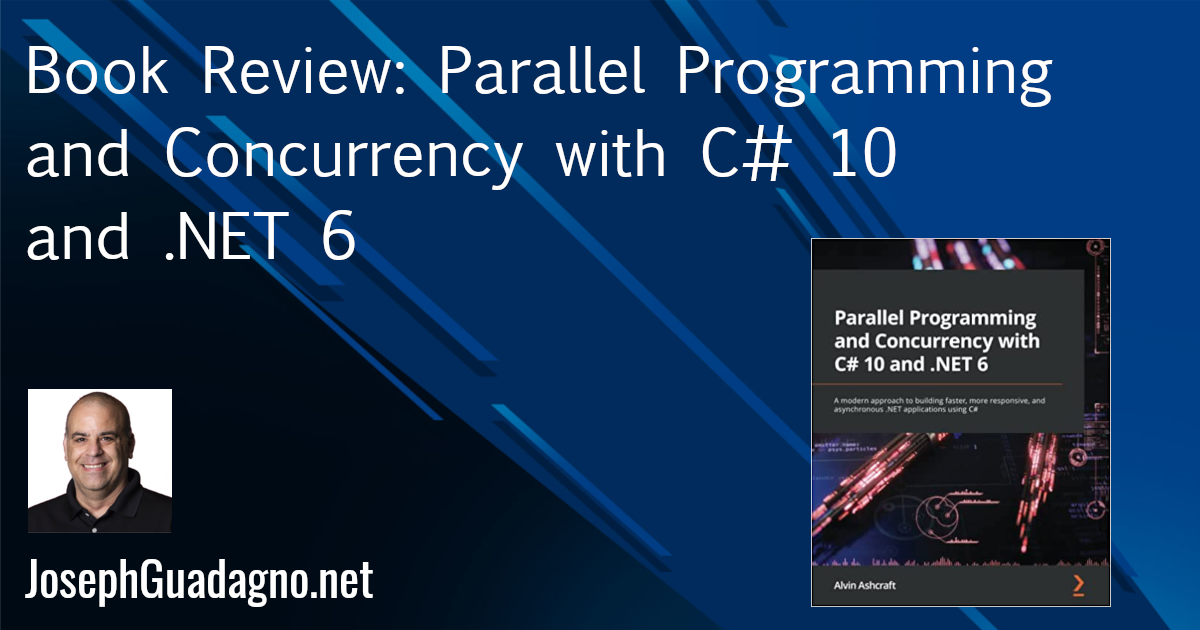 Book Review: Parallel Programming
and Concurrency with C# 10
and .NET 6
Parallel Programming
and Concurrency with
C# 10 and .NET 6
A modern approach to building faster, more responsive, and
asynchronous .NET applications using C#
Alvin Ashcraft
JosephGuadagno.net